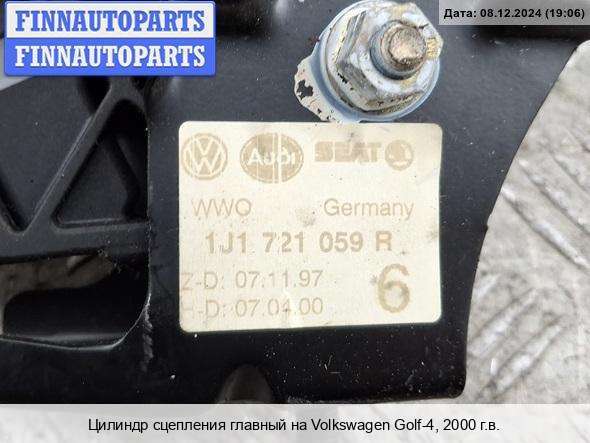 FINNAUTOPARTS
FINNAUTOPARTS
Дата: 08.12.2024 (19:06)
VW Audi SEAT
WWO Germany
1J1 721 059 R
Z-D: 07.11.97
H-D: 07.04.00
6
Цилиндр сцепления главный на Volkswagen Golf-4, 2000 г.в.